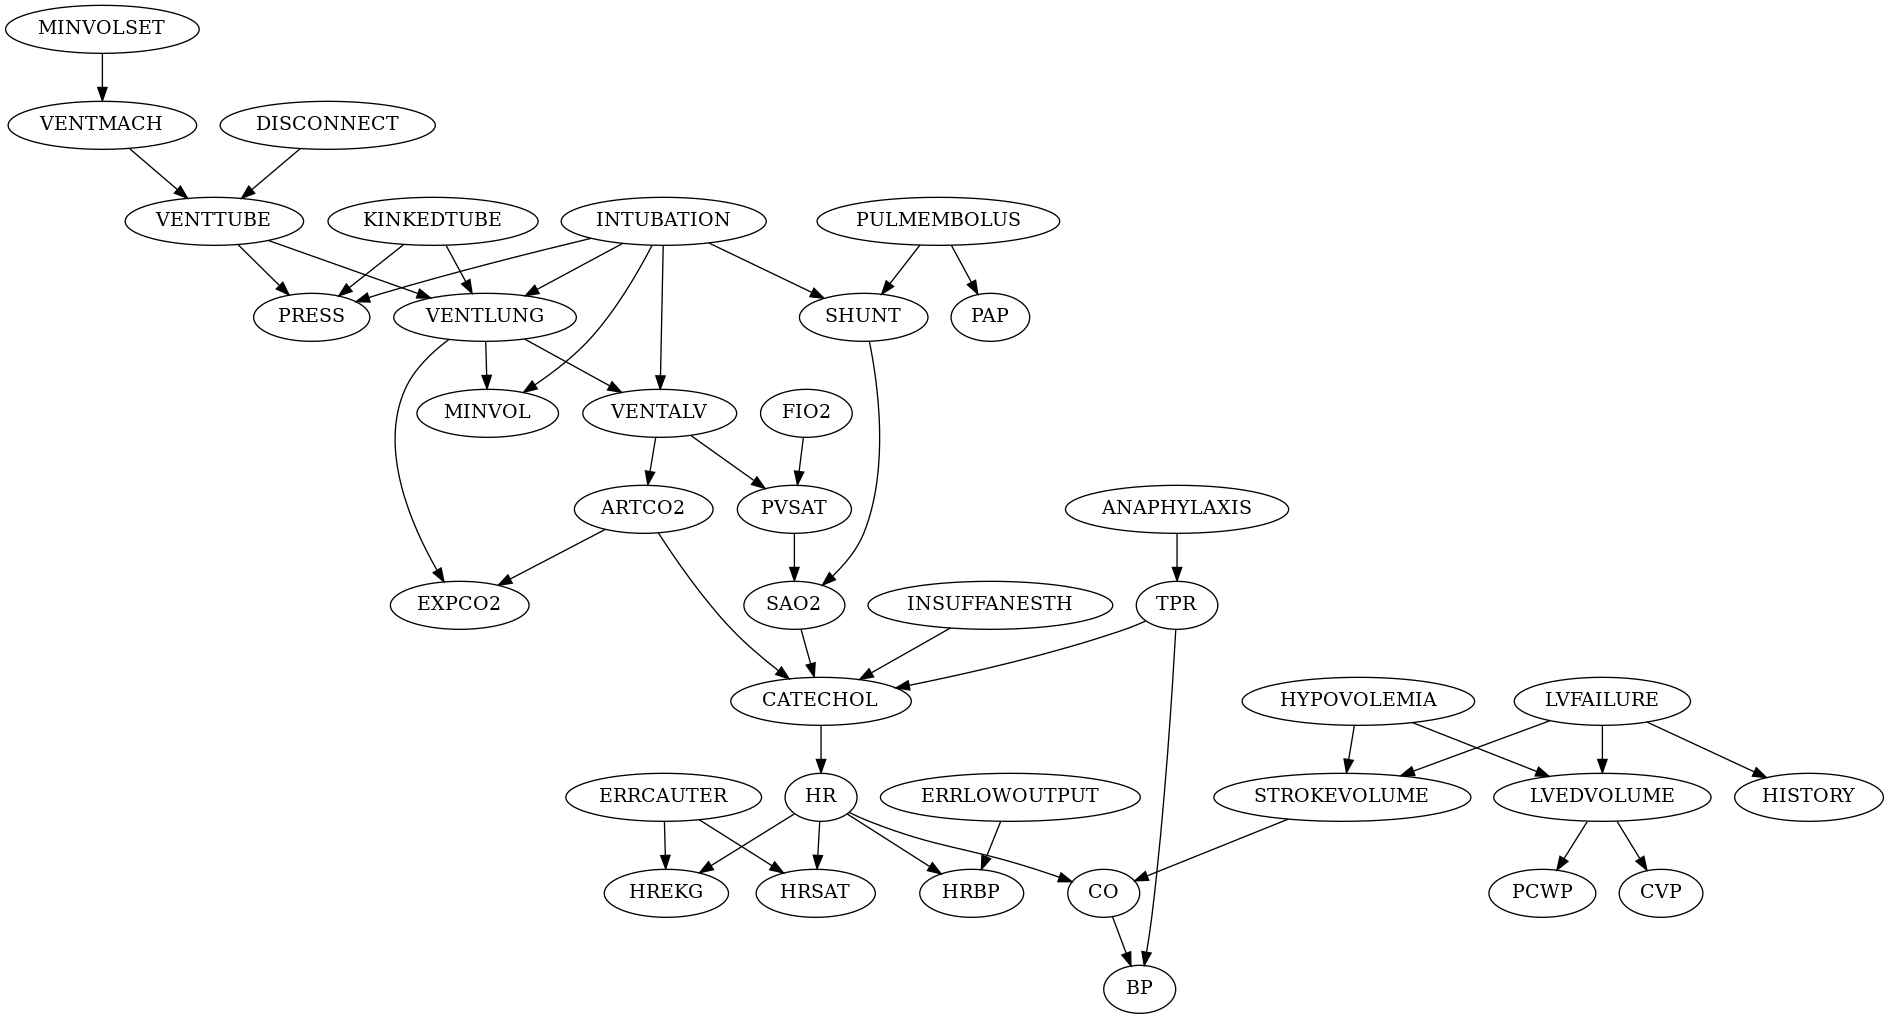 MINVOLSET
VENTMACH
DISCONNECT
VENTTUBE
KINKEDTUBE
INTUBATION
PULMEMBOLUS
PRESS
VENTLUNG
SHUNT
PAP
MINVOL
VENTALV
FIO2
ARTCO2
PVSAT
ANAPHYLAXIS
EXPCO2
SAO2
INSUFFANESTH
TPR
CATECHOL
HYPOVOLEMIA
LVFAILURE
ERRCAUTER
HR
ERRLOWOUTPUT
STROKEVOLUME
LVEDVOLUME
HISTORY
HREKG
HRSAT
HRBP
CO
PCWP
CVP
BP